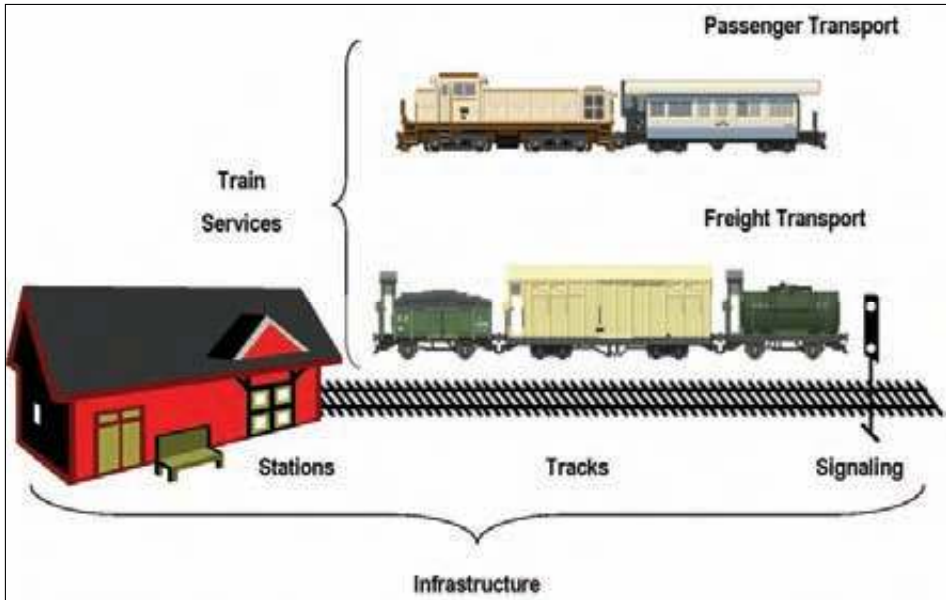 Passenger Transport
Train
Services
Freight Transport
Stations
Tracks
Signaling
Infrastructure